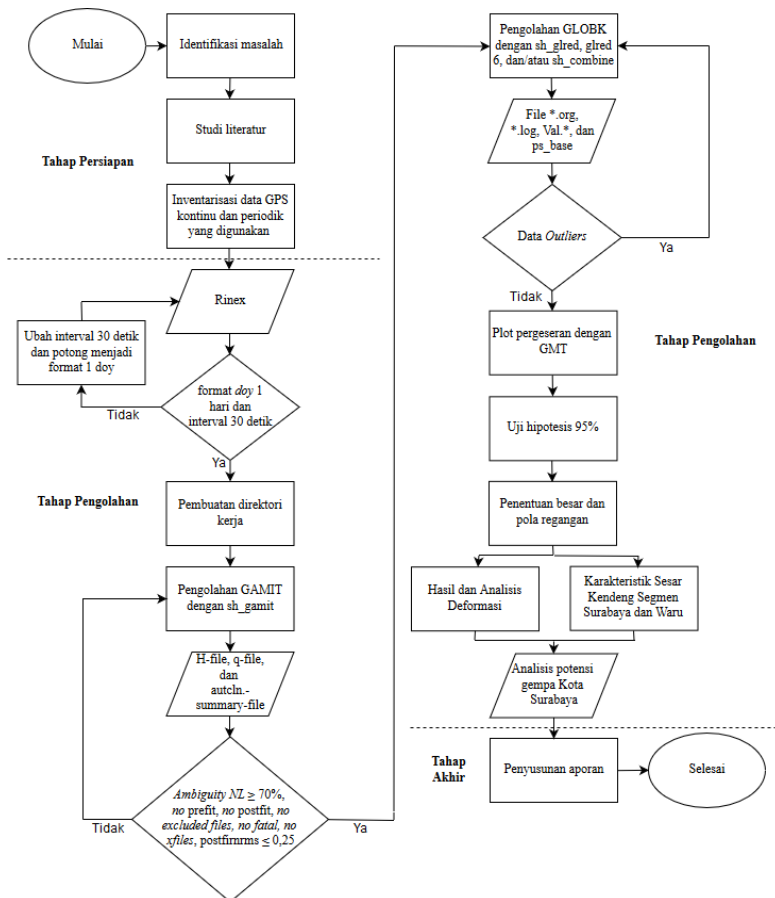 Mulai
Identifikasi masalah
Studi literatur
Tahap Persiapan
Inventarisasi data GPS
kontinu dan periodik
yang digunakan
Rinex
Ubah interval 30 detik
dan potong menjadi
format 1 doy
format doy 1
hari dan
interval 30 detik
Tidak
Ya
Tahap Pengolahan
Pembuatan direktori
kerja
Pengolahan GAMIT
dengan sh_gamit
H-file, q-file,
dan
autcln.-
summary-file
Ambiguity NL ≥ 70%,
no prefit, no postfit, no
excluded files, no fatal, no
xfiles, postfirnrms ≤ 0,25
Tidak
Ya
Pengolahan GLOBK
dengan sh_glred, glred
6, dan/atau sh_combine
File *.org,
*.log, Val.*, dan
ps_base
Data Outliers
Ya
Tidak
Plot pergeseran dengan
GMT
Tahap Pengolahan
Uji hipotesis 95%
Penentuan besar dan
pola regangan
Hasil dan Analisis
Deformasi
Karakteristik Sesar
Kendeng Segmen
Surabaya dan Waru
Analisis potensi
gempa Kota
Surabaya
Tahap
Akhir
Penyusunan aporan
Selesai